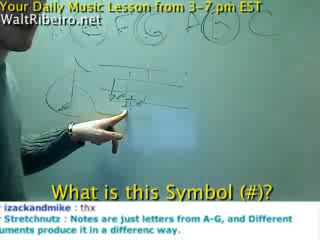 Your Daily Music Lesson from 3-7 pm EST
WaltRibeiro.net
E F G A B C
What is this Symbol (#)?
izackandmike : thx
Stretchnutz : Notes are just letters from A-G, and Different
uments produce it in a differenc way.